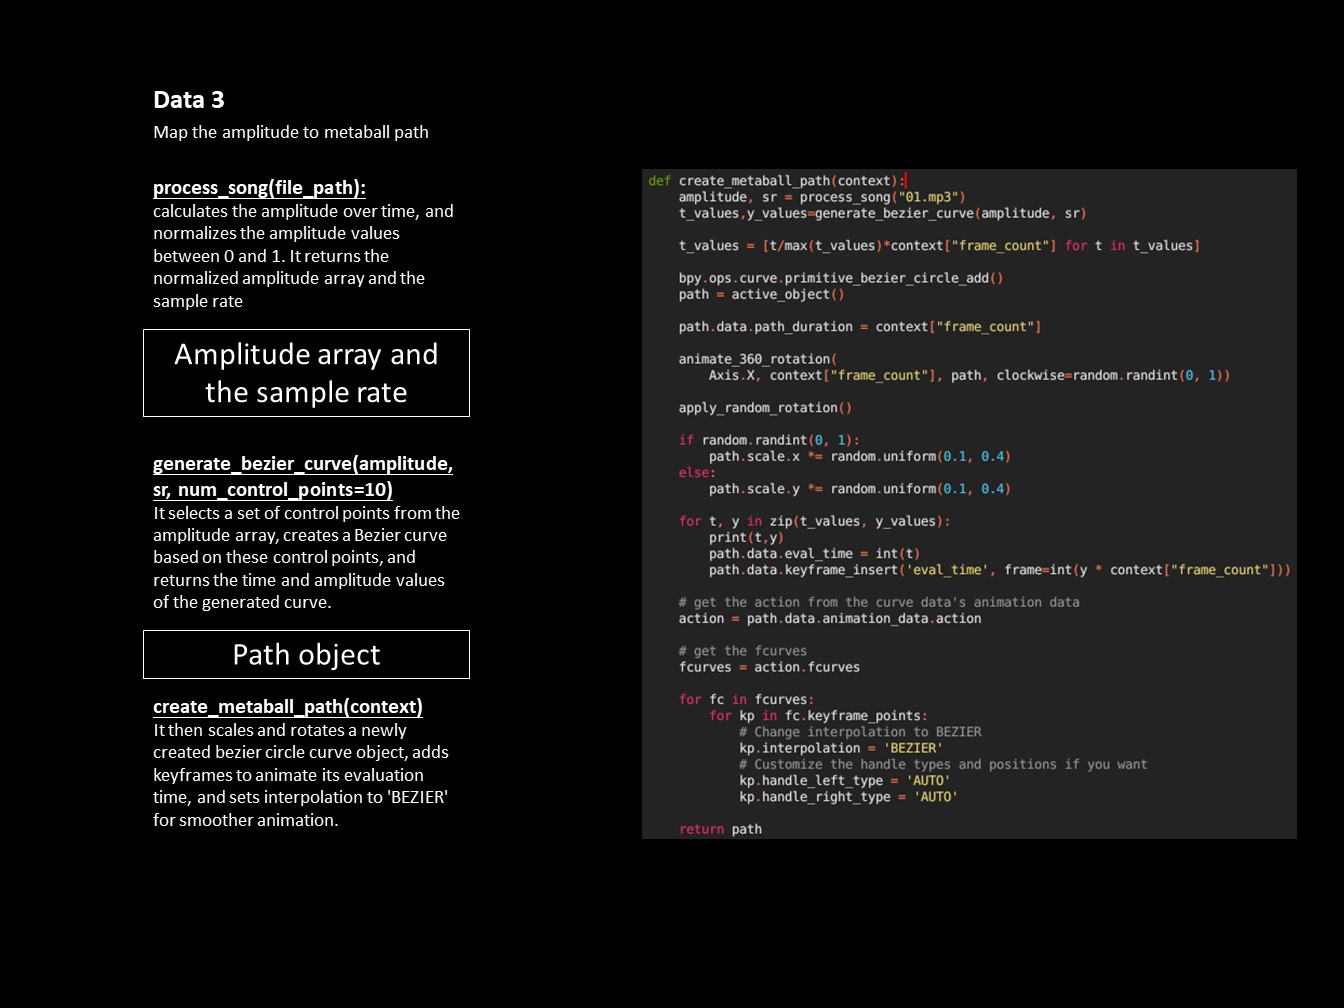 Data 3
Map the amplitude to metaball path
process_song(file_path):
calculates the amplitude over time, and
normalizes the amplitude values
between 0 and 1. It returns the
normalized amplitude array and the
sample rate
Amplitude array and
the sample rate
generate_bezier_curve(amplitude,
sr, num_control_points=10)
It selects a set of control points from the
amplitude array, creates a Bezier curve
based on these control points, and
returns the time and amplitude values
of the generated curve.
Path object
create_metaball_path(context)
It then scales and rotates a newly
created bezier circle curve object, adds
keyframes to animate its evaluation
time, and sets interpolation to 'BEZIER'
for smoother animation.
def create_metaball_path(context):
    amplitude, sr = process_song("01.mp3")
    t_values,y_values=generate_bezier_curve(amplitude, sr)
    t_values = [t/max(t_values)*context["frame_count"] for t in t_values]
    bpy.ops.curve.primitive_bezier_circle_add()
    path = active_object()
    path.data.path_duration = context["frame_count"]
    animate_360_rotation(
        Axis.X, context["frame_count"], path, clockwise=random.randint(0, 1))
    apply_random_rotation()
    if random.randint(0, 1):
        path.scale.x *= random.uniform(0.1, 0.4)
    else:
        path.scale.y *= random.uniform(0.1, 0.4)
    for t, y in zip(t_values, y_values):
        print(t,y)
        path.data.eval_time = int(t)
        path.data.keyframe_insert('eval_time', frame=int(y * context["frame_count"]))
    # get the action from the curve data's animation data
    action = path.data.animation_data.action
    # get the fcurves
    fcurves = action.fcurves
    for fc in fcurves:
        for kp in fc.keyframe_points:
            # Change interpolation to BEZIER
            kp.interpolation = 'BEZIER'
            # Customize the handle types and positions if you want
            kp.handle_left_type = 'AUTO'
            kp.handle_right_type = 'AUTO'
    return path